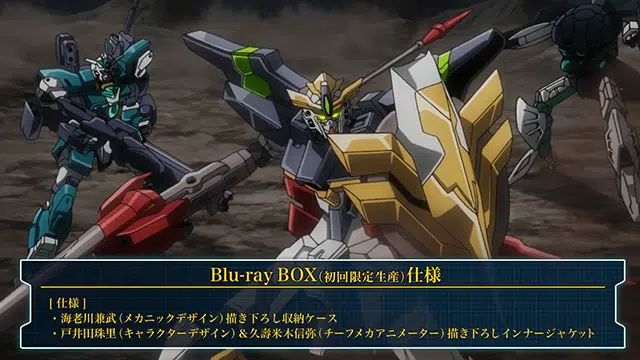 Blu-ray BOX(初回限定生産)仕様
[ 仕様 ]
・海老川兼武(メカニックデザイン)描き下ろし収納ケース
・戸井田珠里(キャラクターデザイン)&久壽米木信弥(チーフメカアニメーター)描き下ろしインナージャケット